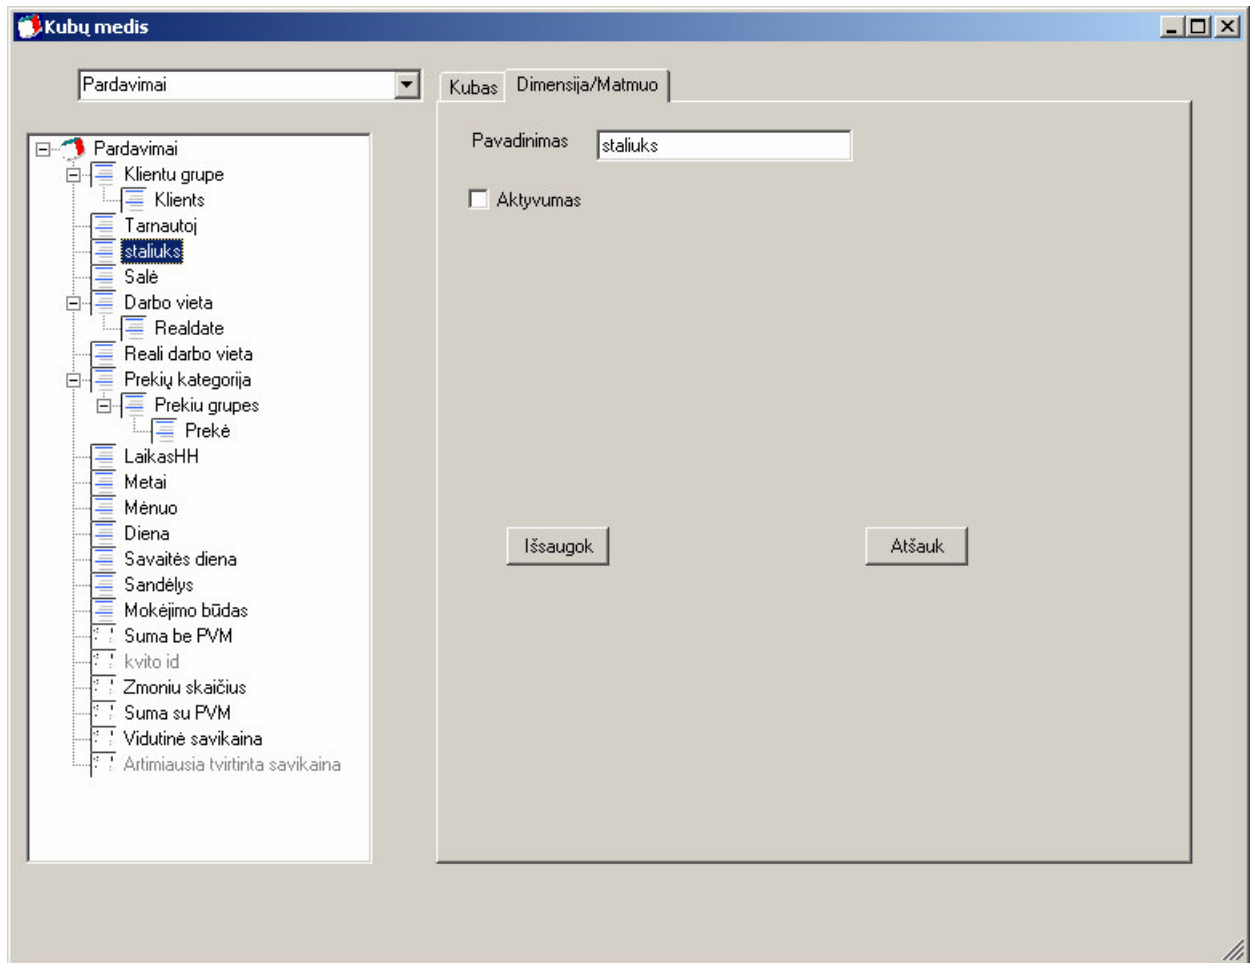 Kubų medis
Pardavimai
Kubas
Dimensija/Matmuo
Pavadinimas
staliuks
Aktyvumas
Pardavimai
Klientu grupe
Klients
Tarnautoj
staliuks
Salė
Darbo vieta
Realdate
Reali darbo vieta
Prekių kategorija
Prekiu grupes
Prekė
LaikasHH
Metai
Mėnuo
Diena
Savaitės diena
Sandėlys
Mokėjimo būdas
Suma be PVM
kvito id
Zmoniu skaičius
Suma su PVM
Vidutinė savikaina
Artimiausia tvirtinta savikaina
Išsaugok
Atšauk